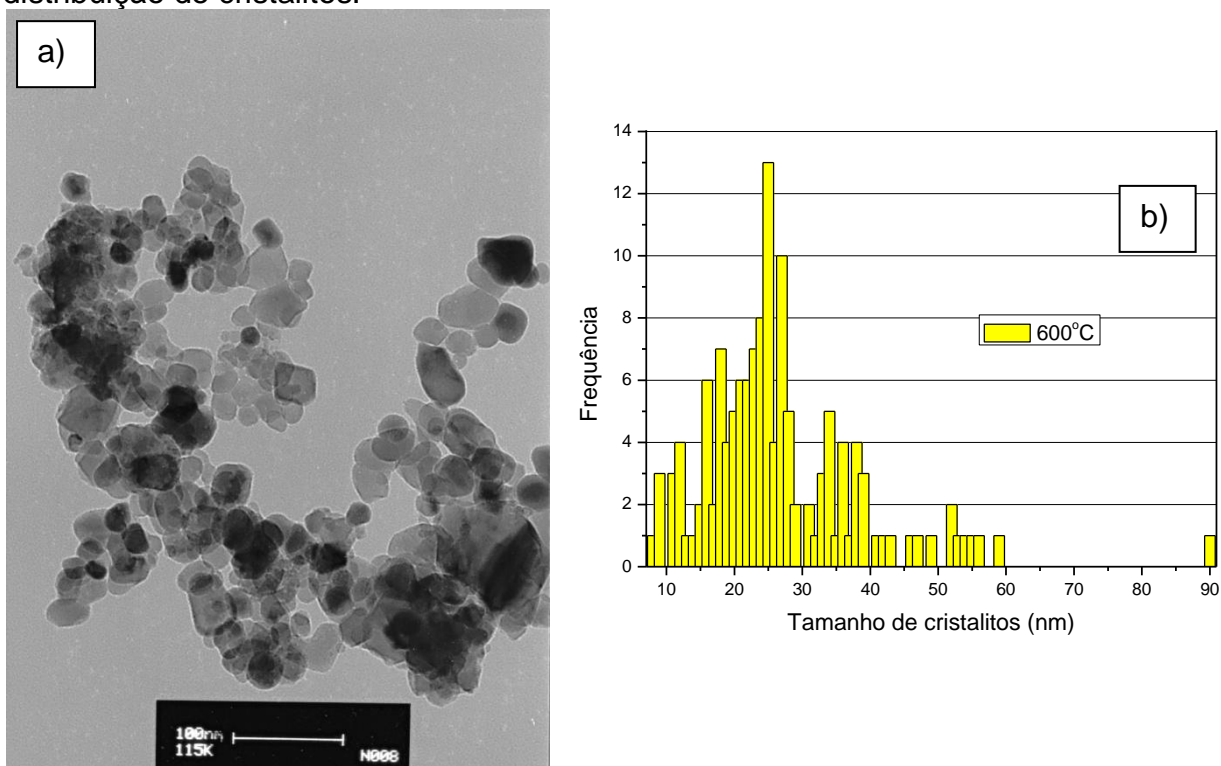 distribuição de cristalitos.
a)
100nm
115K
N008
14
12
10
8
6
4
2
0
Frequência
b)
600°C
10 20 30 40 50 60 70 80 90
Tamanho de cristalitos (nm)